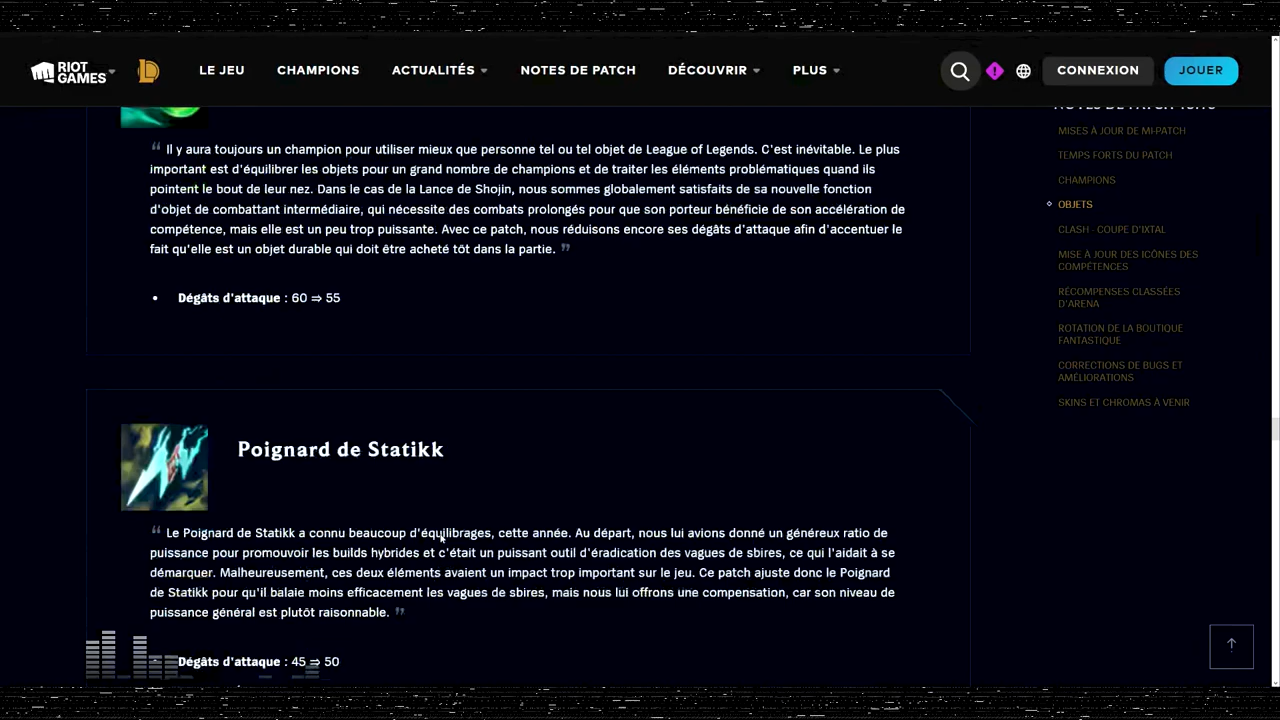 RIOT
GAMES
LE JEU
CHAMPIONS
ACTUALITÉS
NOTES DE PATCH
DÉCOUVRIR
PLUS
CONNEXION
JOUER
“ Il y aura toujours un champion pour utiliser mieux que personne tel ou tel objet de League of Legends. C'est inévitable. Le plus
important est d'équilibrer les objets pour un grand nombre de champions et de traiter les éléments problématiques quand ils
pointent le bout de leur nez. Dans le cas de Lance de Shojin, nous sommes globalement satisfaits de sa nouvelle fonction
d'objet de combattant intermédiaire, qui nécessite des combats prolongés pour que son porteur bénéficie de son accélération de
compétence, mais elle est un peu trop puissante. Avec ce patch, nous réduisons encore ses dégâts d'attaque afin d'accentuer le
fait qu'elle est un objet durable qui doit être acheté tôt dans la partie. ”
• Dégâts d'attaque : 60 ⇒ 55
Poignard de Statikk
“ Le Poignard de Statikk a connu beaucoup d'équilibrages, cette année. Au départ, nous lui avions donné un généreux ratio de
puissance pour promouvoir les builds hybrides et c'était un puissant outil d'éradication des vagues de sbires, ce qui l'aidait à se
démarquer. Malheureusement, ces deux éléments avaient un impact trop important sur le jeu. Ce patch ajuste donc le Poignard
de Statikk pour qu'il balaie moins efficacement les vagues de sbires, mais nous lui offrons une compensation, car son niveau de
puissance général est plutôt raisonnable. ”
Dégâts d'attaque : 45 ⇒ 50
NOTES DE PATCH
MISES À JOUR DE MI-PATCH
TEMPS FORTS DU PATCH
CHAMPIONS
OBJETS
CLASH - COUPE D'IXTAL
MISE À JOUR DES ICÔNES DES
COMPÉTENCES
RÉCOMPENSES CLASSÉES
D'ARENA
ROTATION DE LA BOUTIQUE
FANTASTIQUE
CORRECTIONS DE BUGS ET
AMÉLIORATIONS
SKINS ET CHROMAS À VENIR